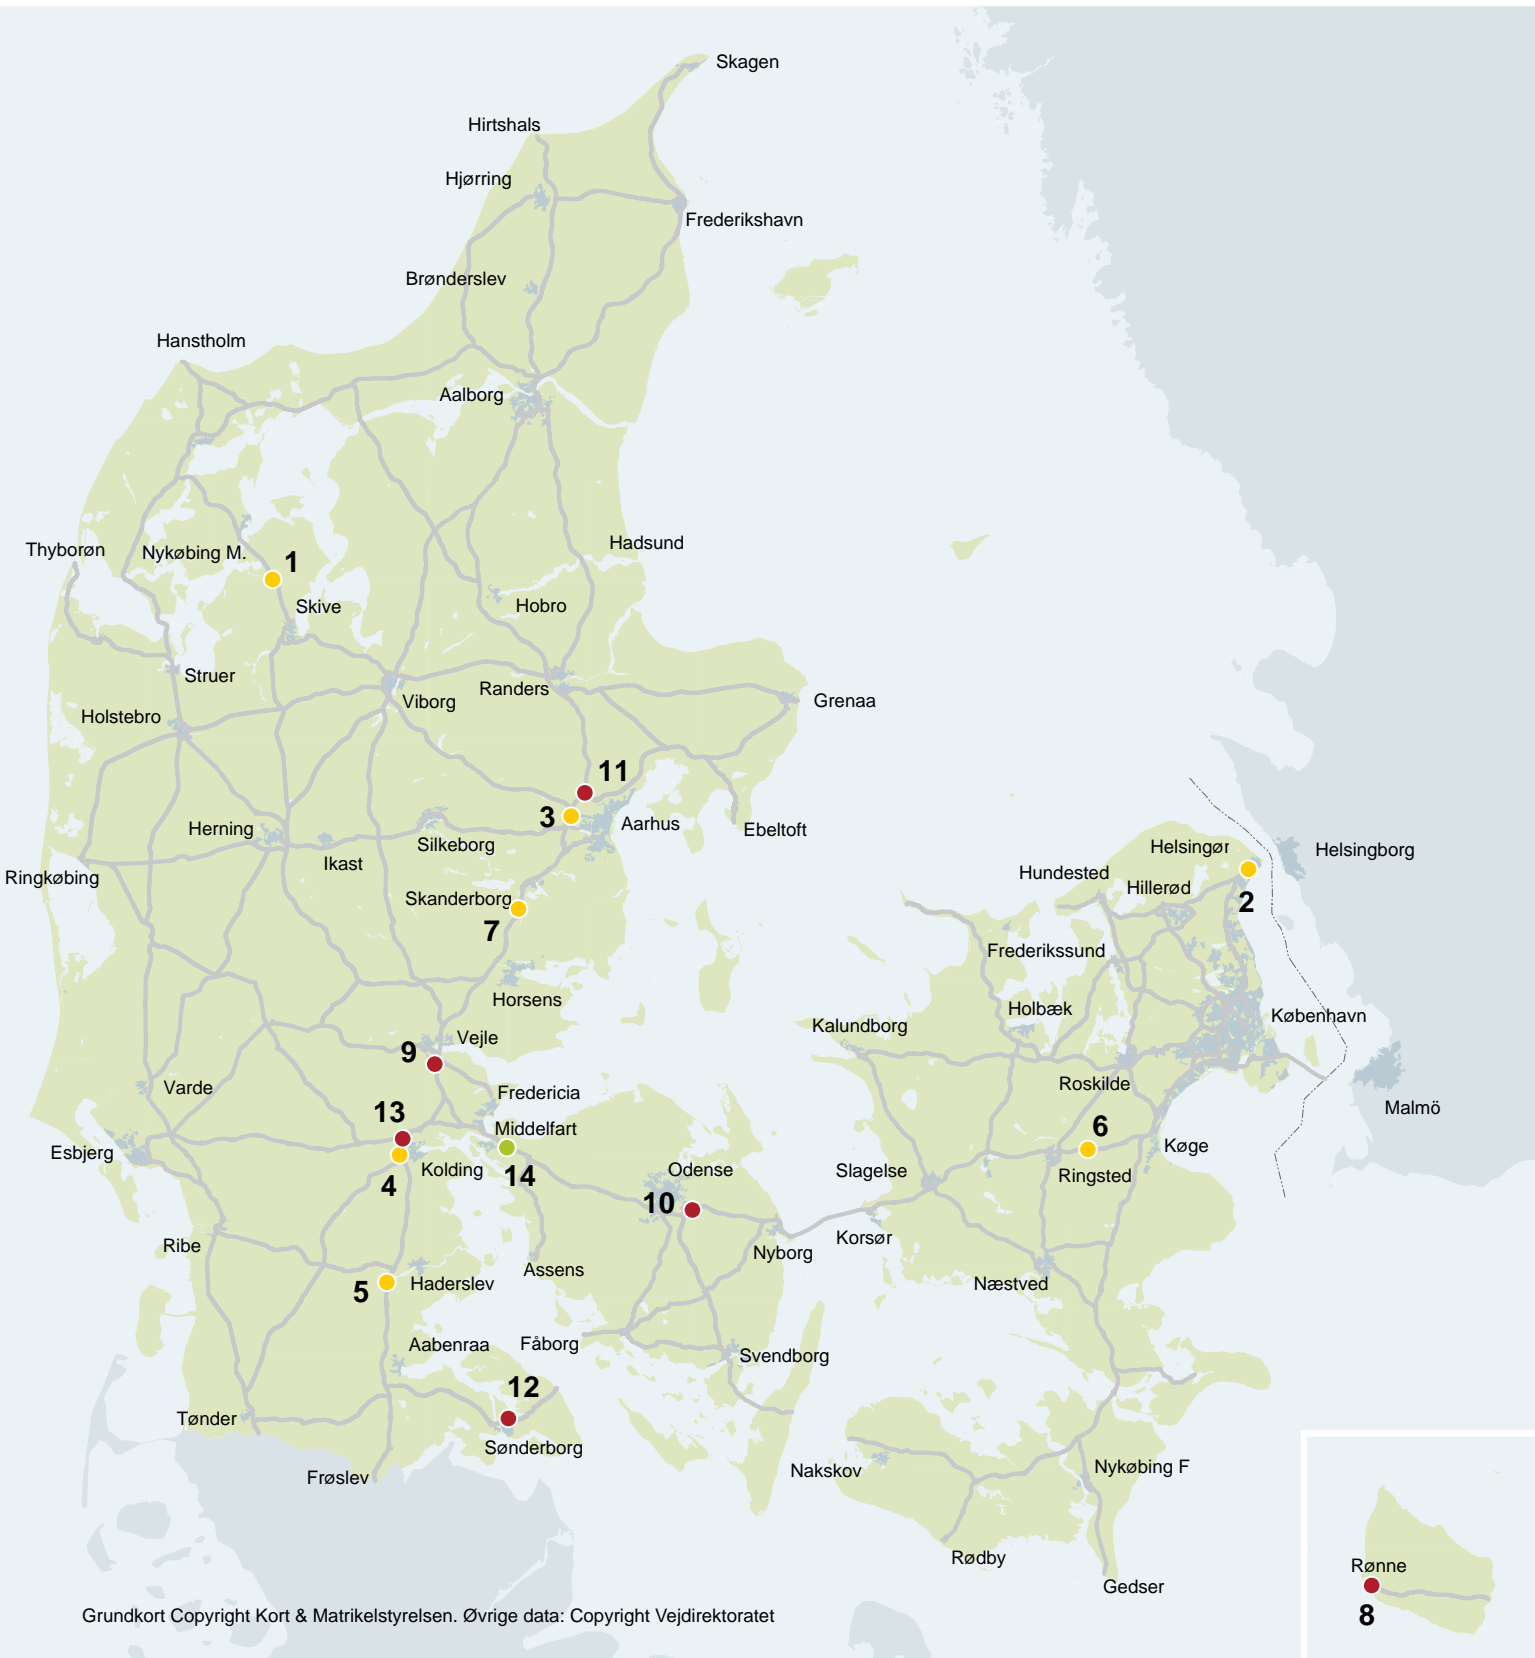 Skagen
Hirtshals
Hjørring
Frederikshavn
Brønderslev
Hanstholm
Aalborg
Thyborøn
Nykøbing M.
1
Hadsund
Skive
Hobro
Struer
Randers
Viborg
Grenaa
Holstebro
11
3
Aarhus
Ebeltoft
Herning
Silkeborg
Ikast
Helsingør
Helsingborg
Ringkøbing
Hundested
Hillerød
2
Skanderborg
7
Frederikssund
Horsens
Holbæk
København
Kalundborg
Vejle
9
Varde
Fredericia
Roskilde
Malmö
13
Middelfart
6
Køge
Esbjerg
Kolding
14
Odense
Slagelse
Ringsted
4
10
Ribe
Korsør
Nyborg
Assens
Haderslev
5
Næstved
Aabenraa
Fåborg
Svendborg
12
Tønder
Sønderborg
Frøslev
Nakskov
Nykøbing F
Rødby
Rønne
Gedser
8
Grundkort Copyright Kort & Matrikelstyrelsen. Øvrige data: Copyright Vejdirektoratet